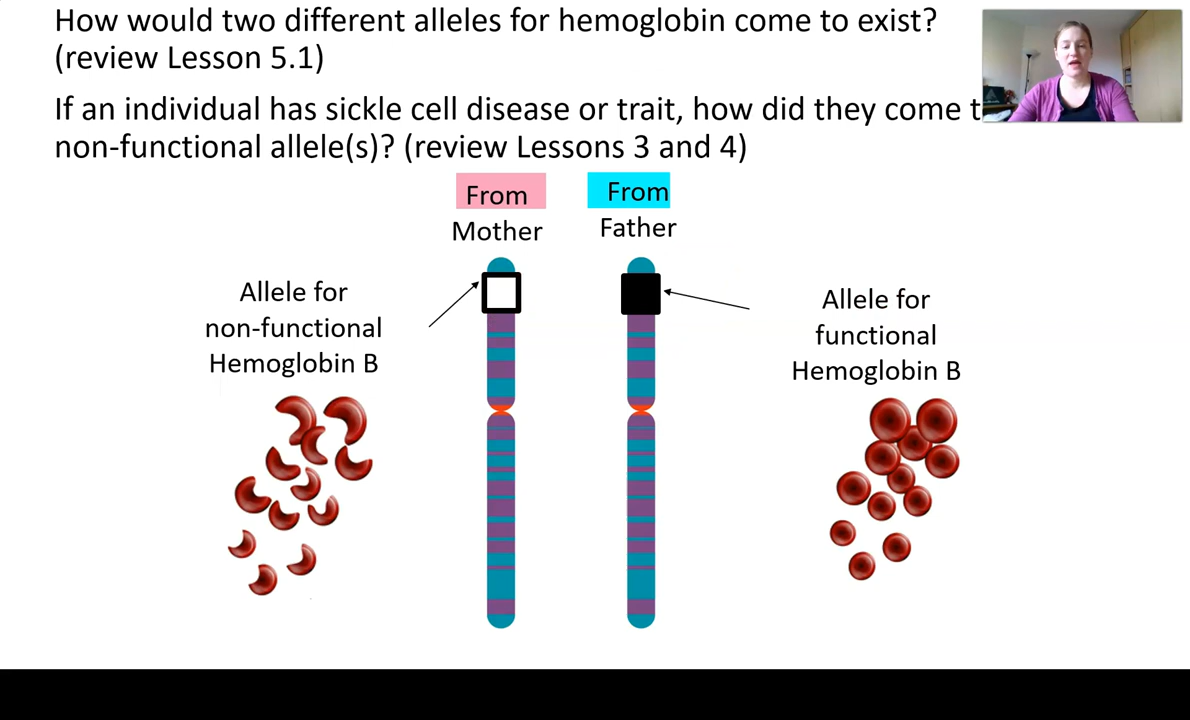 How would two different alleles for hemoglobin come to exist?
(review Lesson 5.1)
If an individual has sickle cell disease or trait, how did they come
non-functional allele(s)? (review Lessons 3 and 4)
From
Mother
From
Father
Allele for
non-functional
Hemoglobin B
Allele for
functional
Hemoglobin B